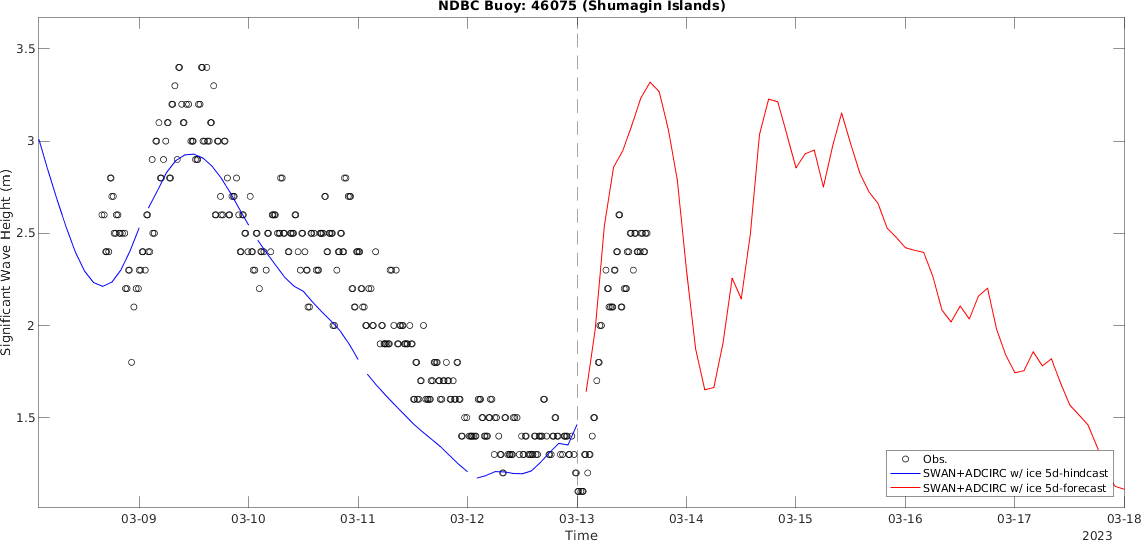 NDBC Buoy: 46075 (Shumagin Islands)
3.5
3
2.5
2
1.5
Significant Wave Height (m)
Obs.
SWAN+ADCIRC w/ ice 5d-hindcast
SWAN+ADCIRC w/ ice 5d-forecast
03-09 03-10 03-11 03-12 03-13 03-14 03-15 03-16 03-17 03-18
Time
2023